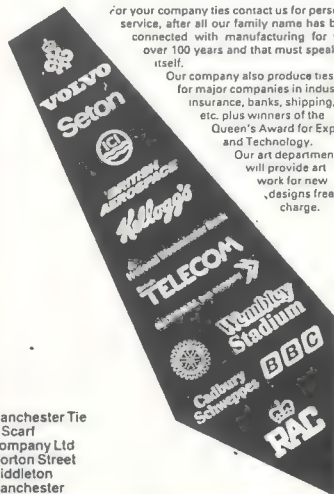 For your company ties contact us for pers
service, after all our family name has b
connected with manufacturing for
over 100 years and that must speak
itself.
Our company also produce ties
for major companies in indus
insurance, banks, shipping,
etc. plus winners of the
Queen's Award for Exp
and Technology.
Our art departmen
will provide art
work for new
designs free
charge.
VOLVO
Seton
ICI
BRITISH
AEROSPACE
Kellogg's
National Westminster Bank
TELECOM
Wembley
Stadium
Cadbury
Schweppes
BBC
RAC
anchester Tie
Scarf
ompany Ltd
orton Street
iddleton
anchester